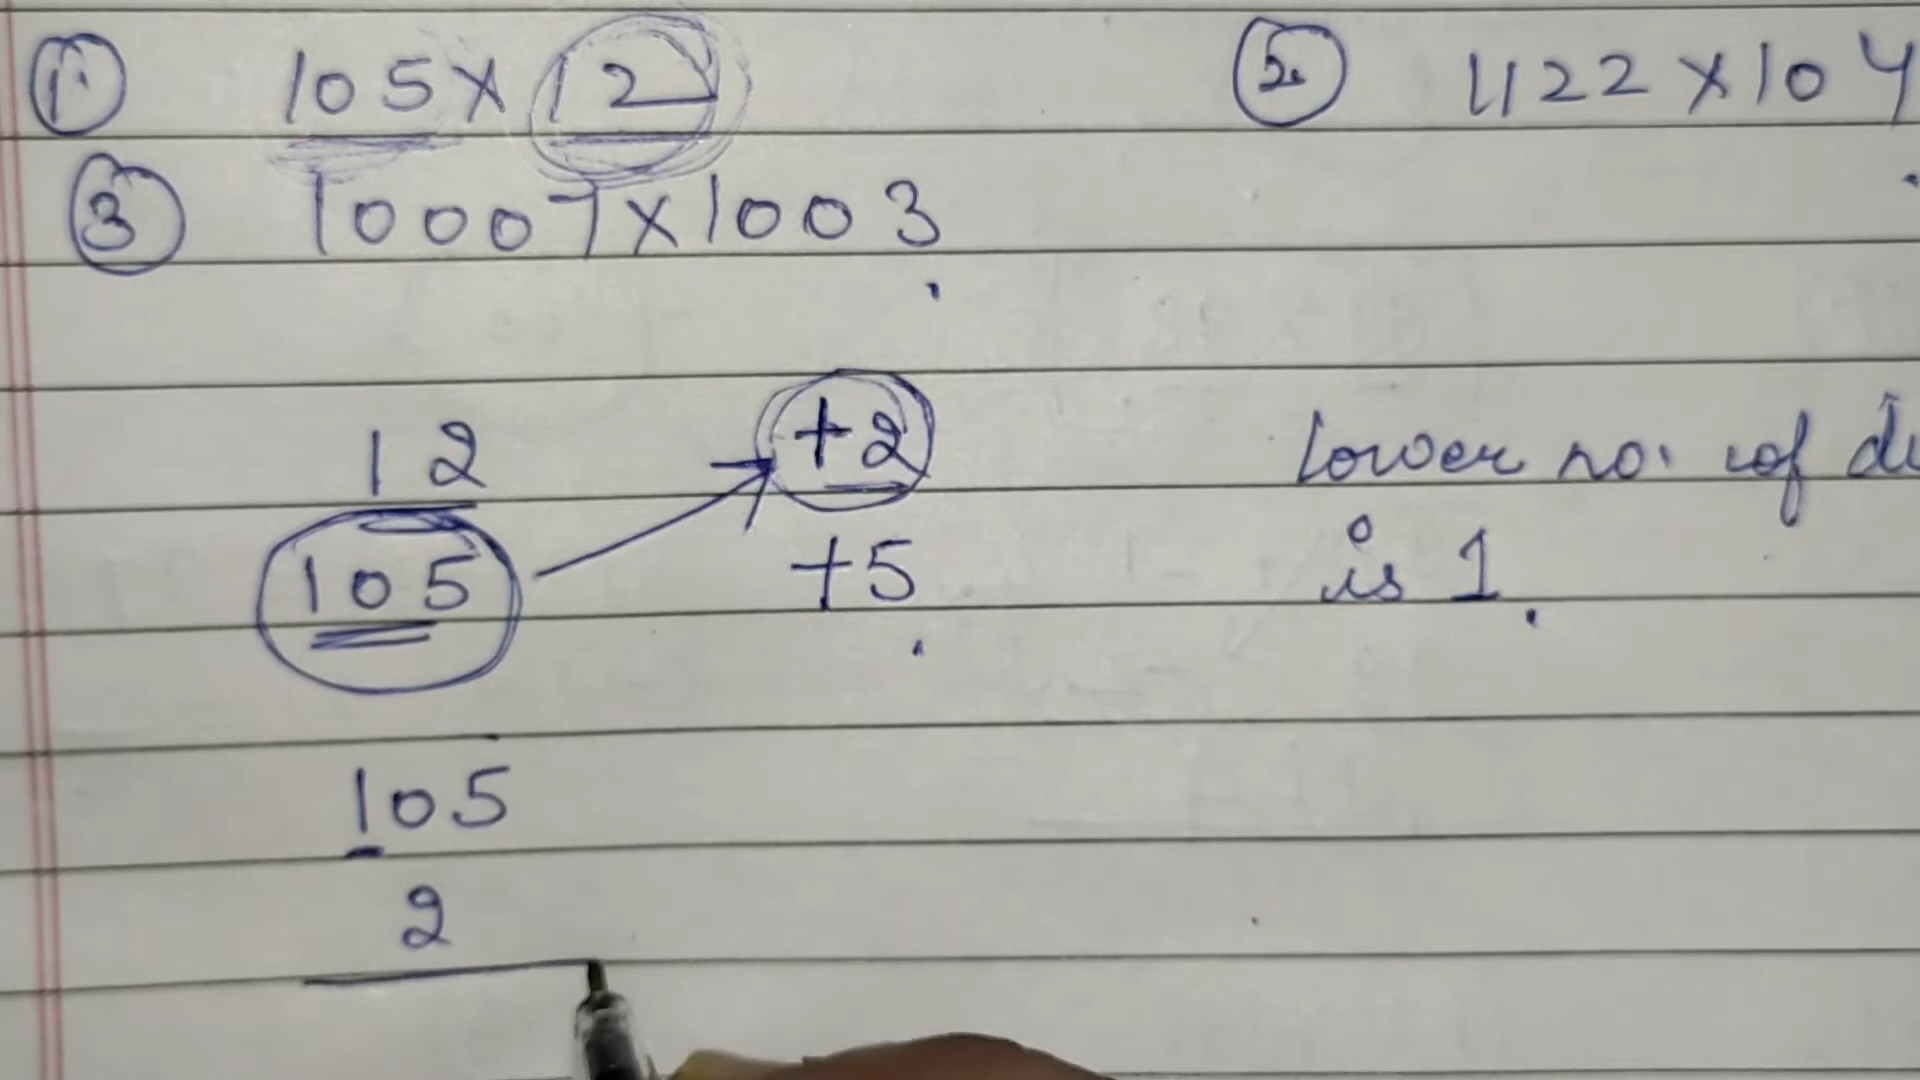 1. 105 × 12
2. 1122 × 104
3 10007 × 1003
12 +2 lower no. of
105 +5 is 1.
105
2